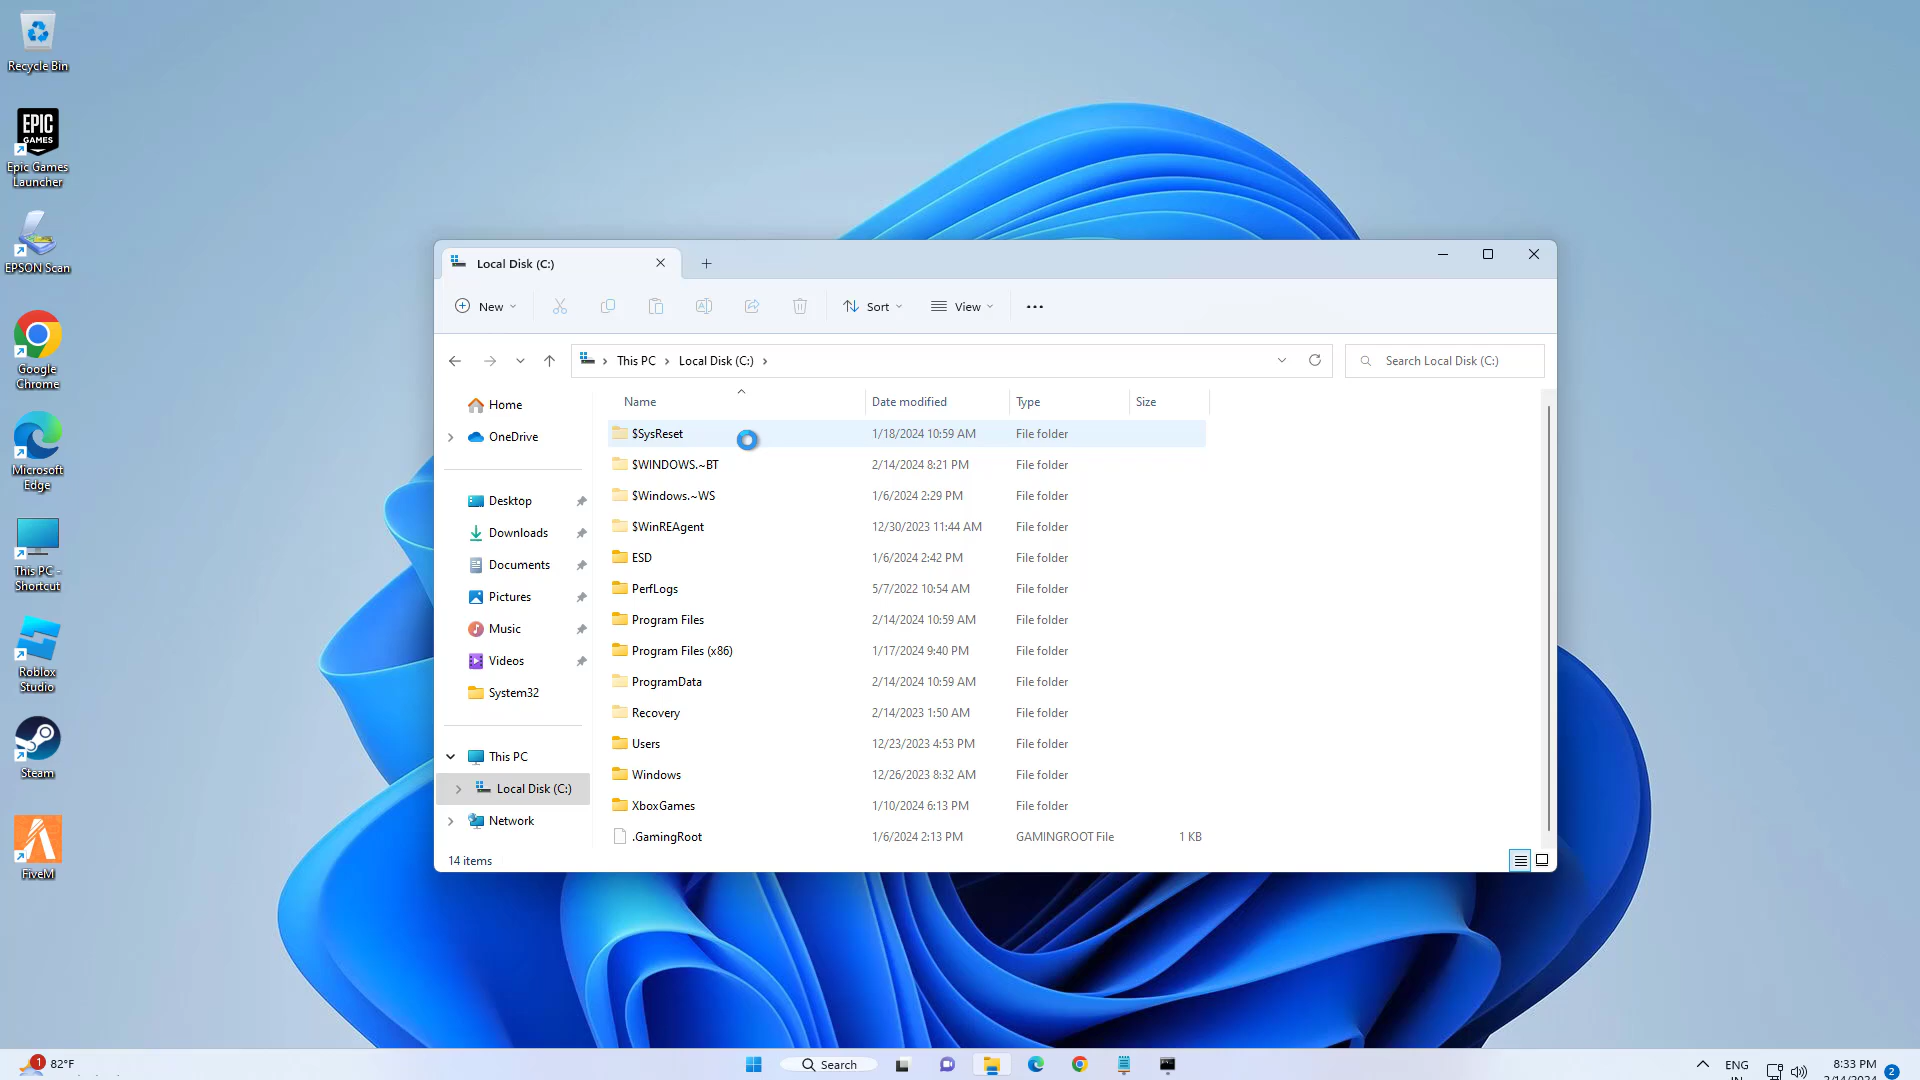 Recycle Bin
EPIC
GAMES
Epic Games
Launcher
EPSON Scan
Google
Chrome
Microsoft
Edge
This PC -
Shortcut
Roblox
Studio
Steam
FiveM
Local Disk (C:)
New
Sort
View
This PC
Local Disk (C:)
Search Local Disk (C:)
Home
OneDrive
Desktop
Downloads
Documents
Pictures
Music
Videos
System32
This PC
Local Disk (C:)
Network
Name Date modified Type Size
$SysReset 1/18/2024 10:59 AM File folder
$WINDOWS.~BT 2/14/2024 8:21 PM File folder
$Windows.~WS 1/6/2024 2:29 PM File folder
$WinREAgent 12/30/2023 11:44 AM File folder
ESD 1/6/2024 2:42 PM File folder
PerfLogs 5/7/2022 10:54 AM File folder
Program Files 2/14/2024 10:59 AM File folder
Program Files (x86) 1/17/2024 9:40 PM File folder
ProgramData 2/14/2024 10:59 AM File folder
Recovery 2/14/2023 1:50 AM File folder
Users 12/23/2023 4:53 PM File folder
Windows 12/26/2023 8:32 AM File folder
XboxGames 1/10/2024 6:13 PM File folder
.GamingRoot 1/6/2024 2:13 PM GAMINGROOT File 1 KB
14 items
1
82°F
Search
ENG
IN
8:33 PM
2/14/2024
2